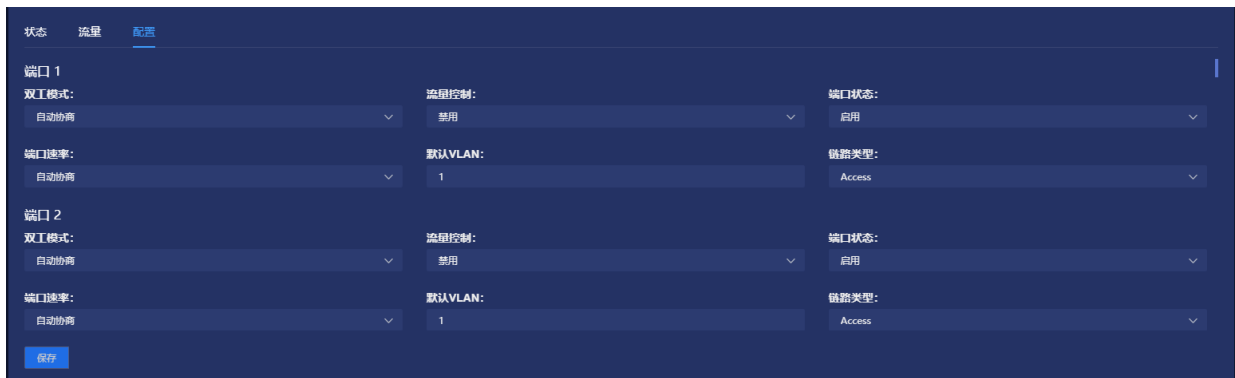 状态 流量 配置
端口 1
双工模式： 流量控制： 端口状态：
自动协商 禁用 启用
端口速率： 默认VLAN： 链路类型：
自动协商 1 Access
端口 2
双工模式： 流量控制： 端口状态：
自动协商 禁用 启用
端口速率： 默认VLAN： 链路类型：
自动协商 1 Access
保存